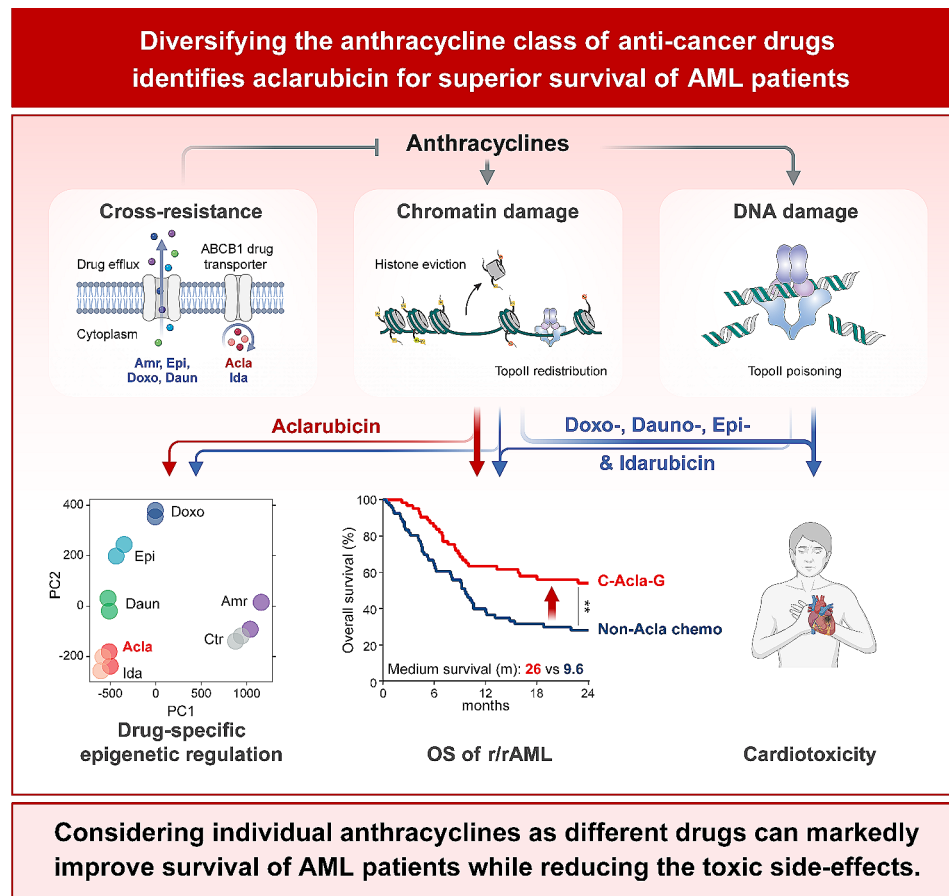 Diversifying the anthracycline class of anti-cancer drugs
identifies aclarubicin for superior survival of AML patients
Anthracyclines
Cross-resistance
Drug efflux
ABCB1 drug
transporter
Cytoplasm
Amr, Epi,
Doxo, Daun
Acla
Ida
Chromatin damage
Histone eviction
TopoII redistribution
DNA damage
TopoII poisoning
Aclarubicin
Doxo-, Dauno-, Epi-
& Idarubicin
PC2
400
200
0
-200
Doxo
Epi
Daun
Acla
Ida
Amr
Ctr
-500
0
500
1000
PC1
Drug-specific
epigenetic regulation
Overall survival (%)
100
80
60
40
20
0
C-Acla-G
**
Non-Acla chemo
Medium survival (m): 26 vs 9.6
0
6
12
18
24
months
OS of r/rAML
Cardiotoxicity
Considering individual anthracyclines as different drugs can markedly
improve survival of AML patients while reducing the toxic side-effects.